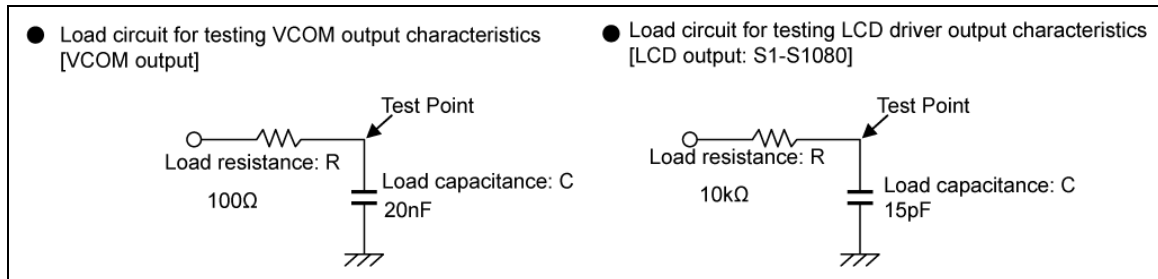 ● Load circuit for testing VCOM output characteristics
[VCOM output]
Test Point
Load resistance: R
100Ω
Load capacitance: C
20nF
● Load circuit for testing LCD driver output characteristics
[LCD output: S1-S1080]
Test Point
Load resistance: R
10kΩ
Load capacitance: C
15pF